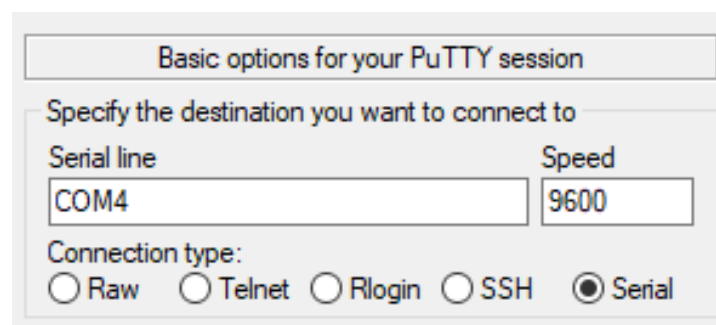 Basic options for your PuTTY session
Specify the destination you want to connect to
Serial line Speed
COM4 9600
Connection type:
Raw Telnet Rlogin SSH Serial